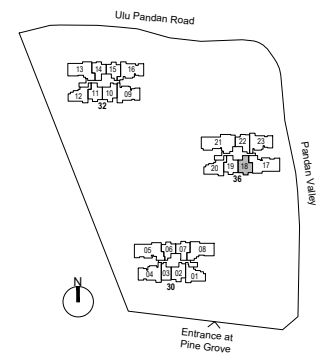 Ulu Pandan Road
13 14 15 16
12 11 10 09
32
21 22 23
20 19 18 17
36
Pandan Valley
05 06 07 08
04 03 02 01
30
N
Entrance at
Pine Grove